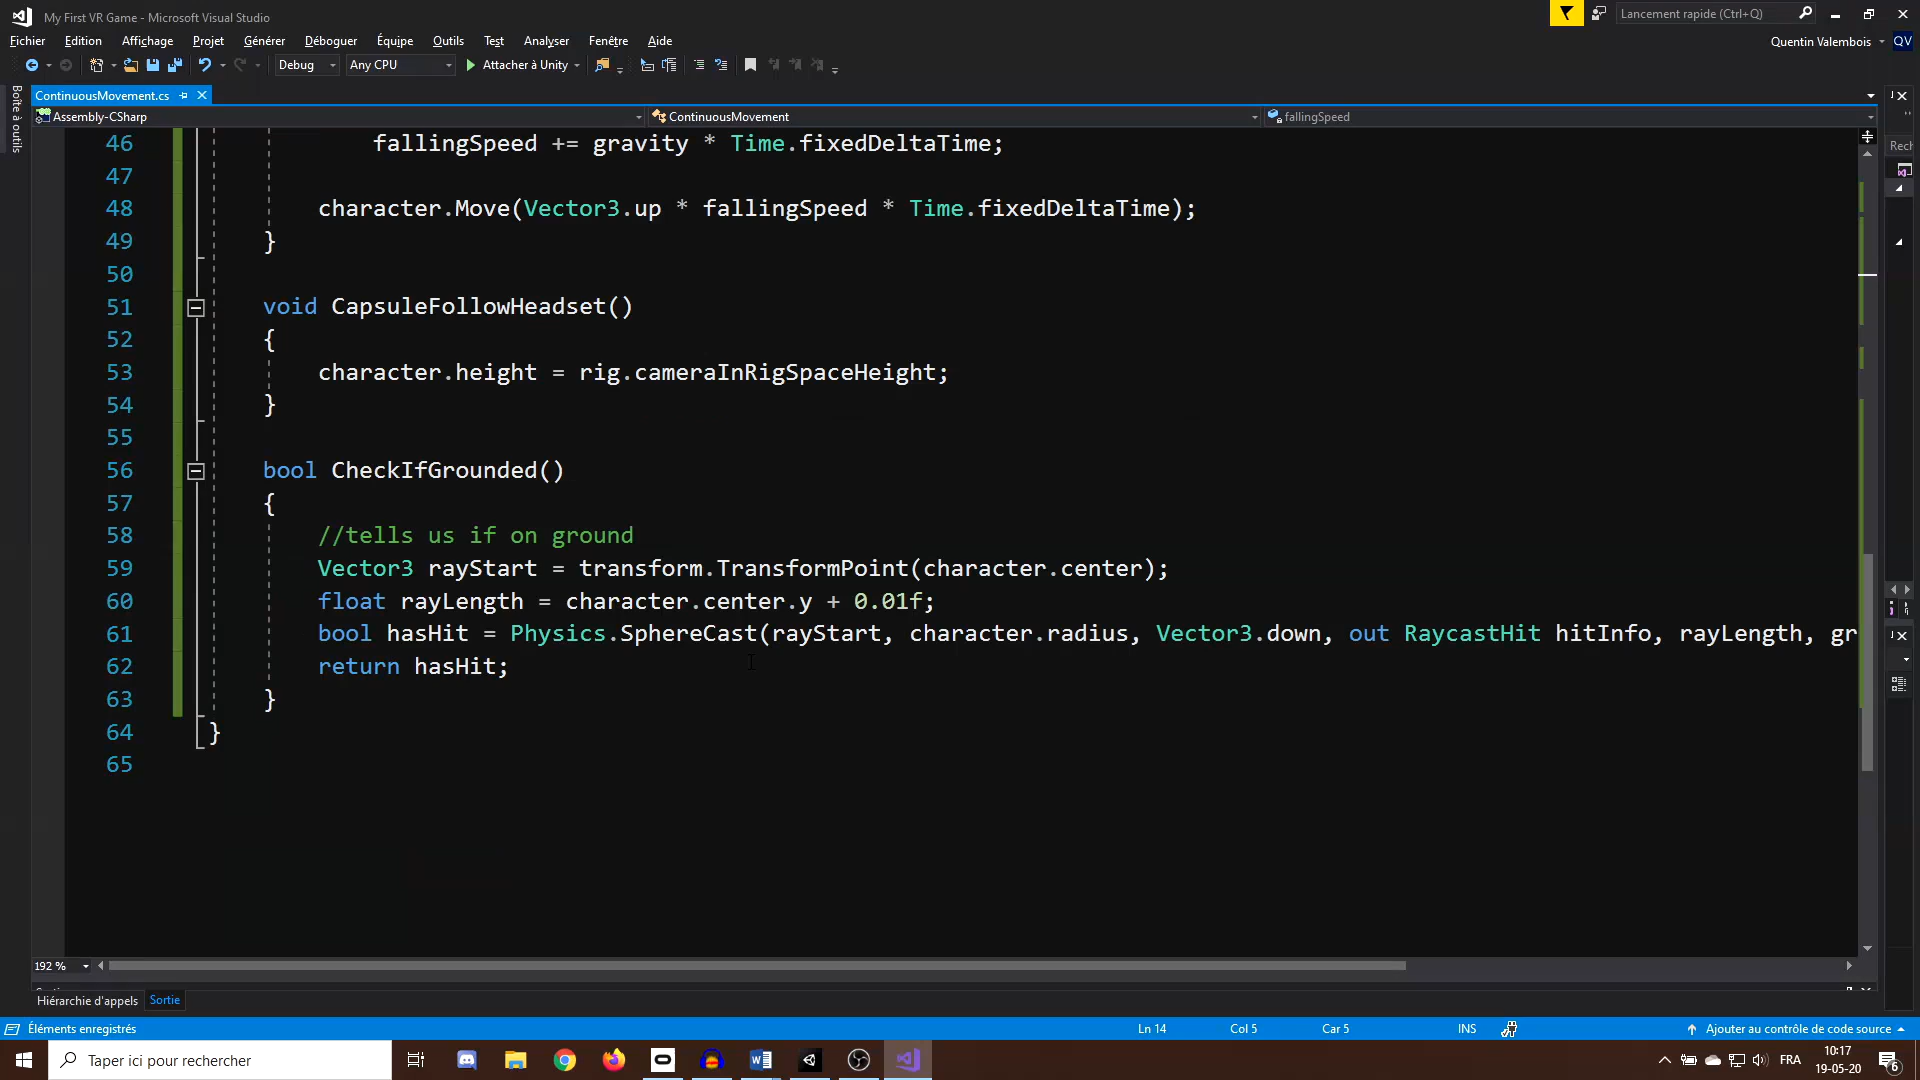 My First VR Game - Microsoft Visual Studio
Lancement rapide (Ctrl+Q)
Fichier Edition Affichage Projet Générer Déboguer Équipe Outils Test Analyser Fenêtre Aide
Quentin Valembois QV
Debug Any CPU Attacher à Unity
Boîte à outils
ContinuousMovement.cs
Assembly-CSharp ContinuousMovement fallingSpeed
Rech
46 fallingSpeed += gravity * Time.fixedDeltaTime;
47
48 character.Move(Vector3.up * fallingSpeed * Time.fixedDeltaTime);
49 }
50
51 void CapsuleFollowHeadset()
52 {
53 character.height = rig.cameraInRigSpaceHeight;
54 }
55
56 bool CheckIfGrounded()
57 {
58 //tells us if on ground
59 Vector3 rayStart = transform.TransformPoint(character.center);
60 float rayLength = character.center.y + 0.01f;
61 bool hasHit = Physics.SphereCast(rayStart, character.radius, Vector3.down, out RaycastHit hitInfo, rayLength, gr
62 return hasHit;
63 }
64 }
65
192 %
Hiérarchie d'appels Sortie
Éléments enregistrés Ln 14 Col 5 Car 5 INS Ajouter au contrôle de code source
Taper ici pour rechercher
FRA
10:17
19-05-20
6